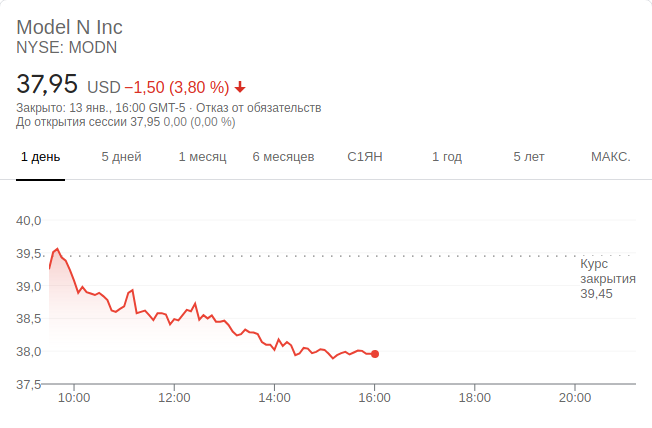 Model N Inc
NYSE: MODN
37,95 USD −1,50 (3,80 %)
Закрыто: 13 янв., 16:00 GMT-5 · Отказ от обязательств
До открытия сессии 37,95 0,00 (0,00 %)
1 день 5 дней 1 месяц 6 месяцев С1ЯН 1 год 5 лет МАКС.
40,0
39,5
Курс
закрытия
39,45
39,0
38,5
38,0
37,5
10:00 12:00 14:00 16:00 18:00 20:00